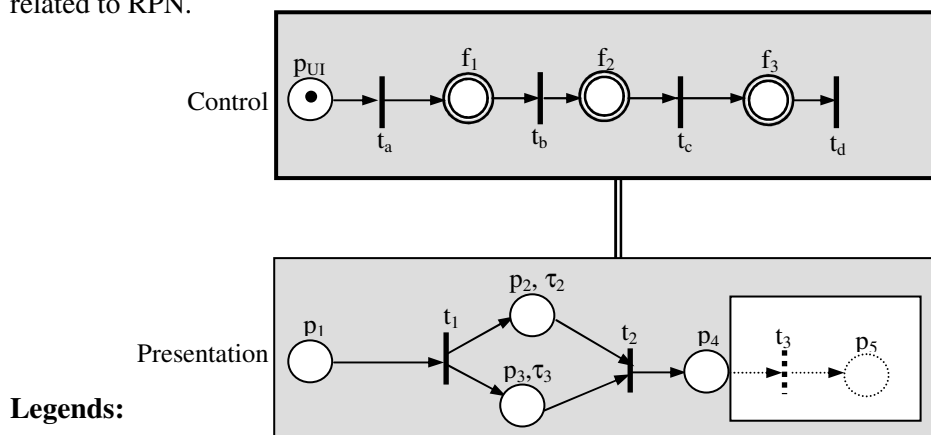 related to RPN.
Control
p_UI
t_a
f_1
t_b
f_2
t_c
f_3
t_d
Presentation
p_1
t_1
p_2, τ_2
p_3,τ_3
t_2
p_4
t_3
p_5
Legends: